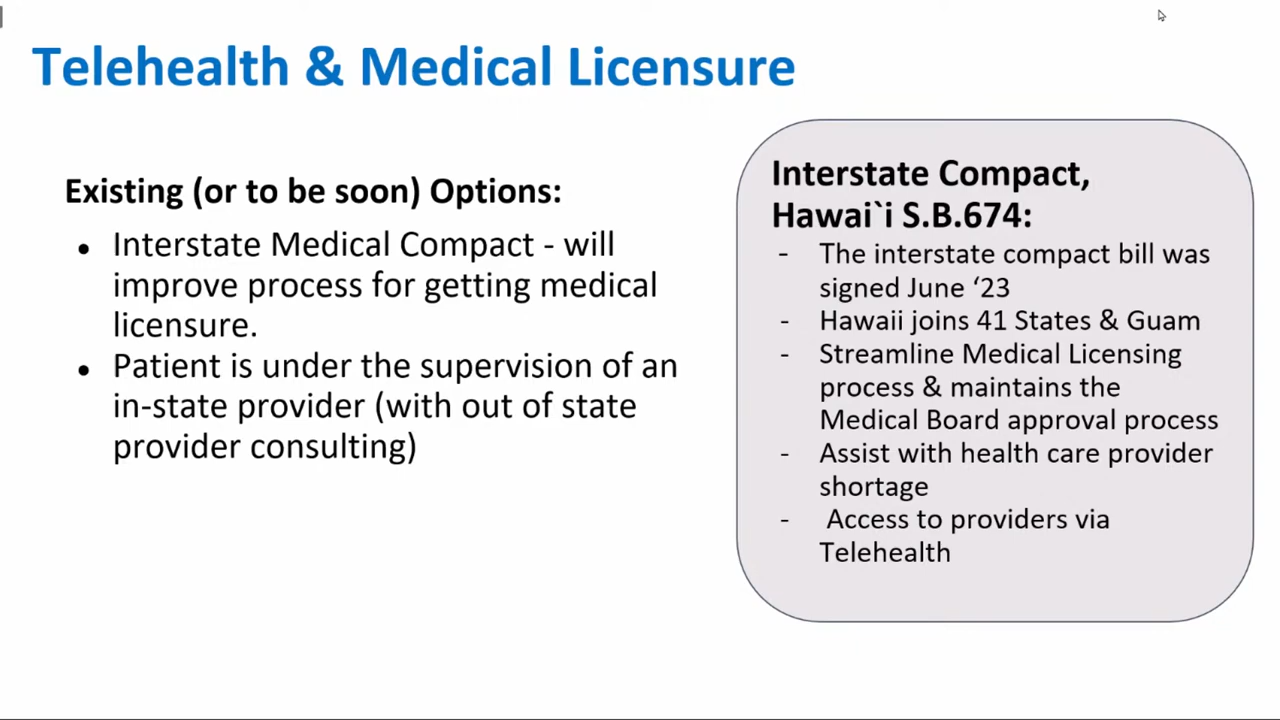 Telehealth & Medical Licensure
Existing (or to be soon) Options:
● Interstate Medical Compact - will
improve process for getting medical
licensure.
● Patient is under the supervision of an
in-state provider (with out of state
provider consulting)
Interstate Compact,
Hawai`i S.B.674:
- The interstate compact bill was
signed June ‘23
- Hawaii joins 41 States & Guam
- Streamline Medical Licensing
process & maintains the
Medical Board approval process
- Assist with health care provider
shortage
- Access to providers via
Telehealth